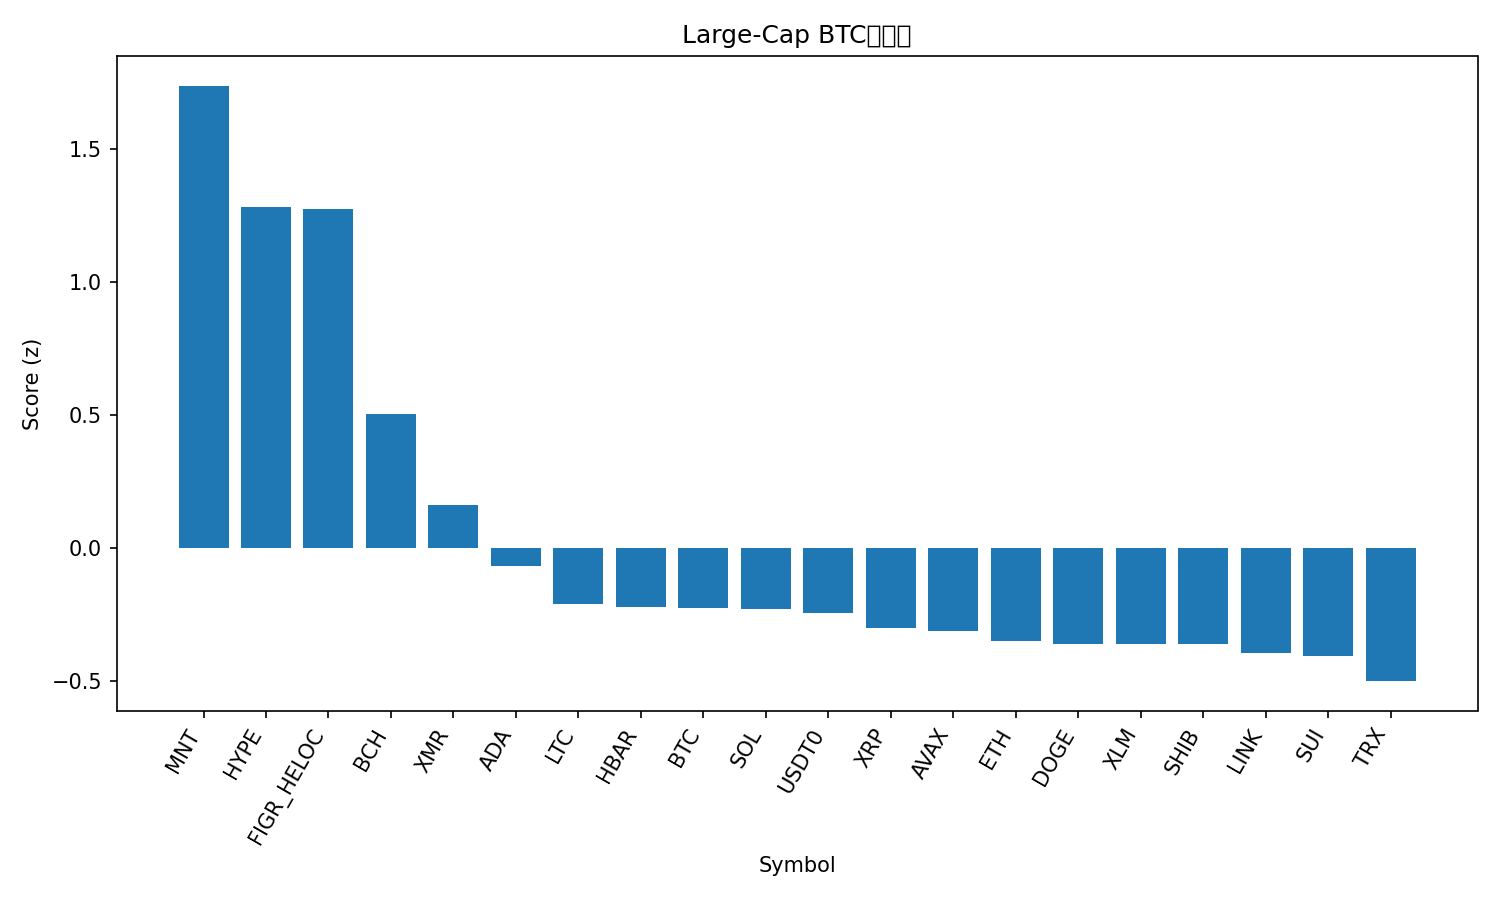 Large-Cap BTC
Score (z)
1.5
1.0
0.5
0.0
−0.5
MNT
HYPE
FIGR_HELOC
BCH
XMR
ADA
LTC
HBAR
BTC
SOL
USDT0
XRP
AVAX
ETH
DOGE
XLM
SHIB
LINK
SUI
TRX
Symbol